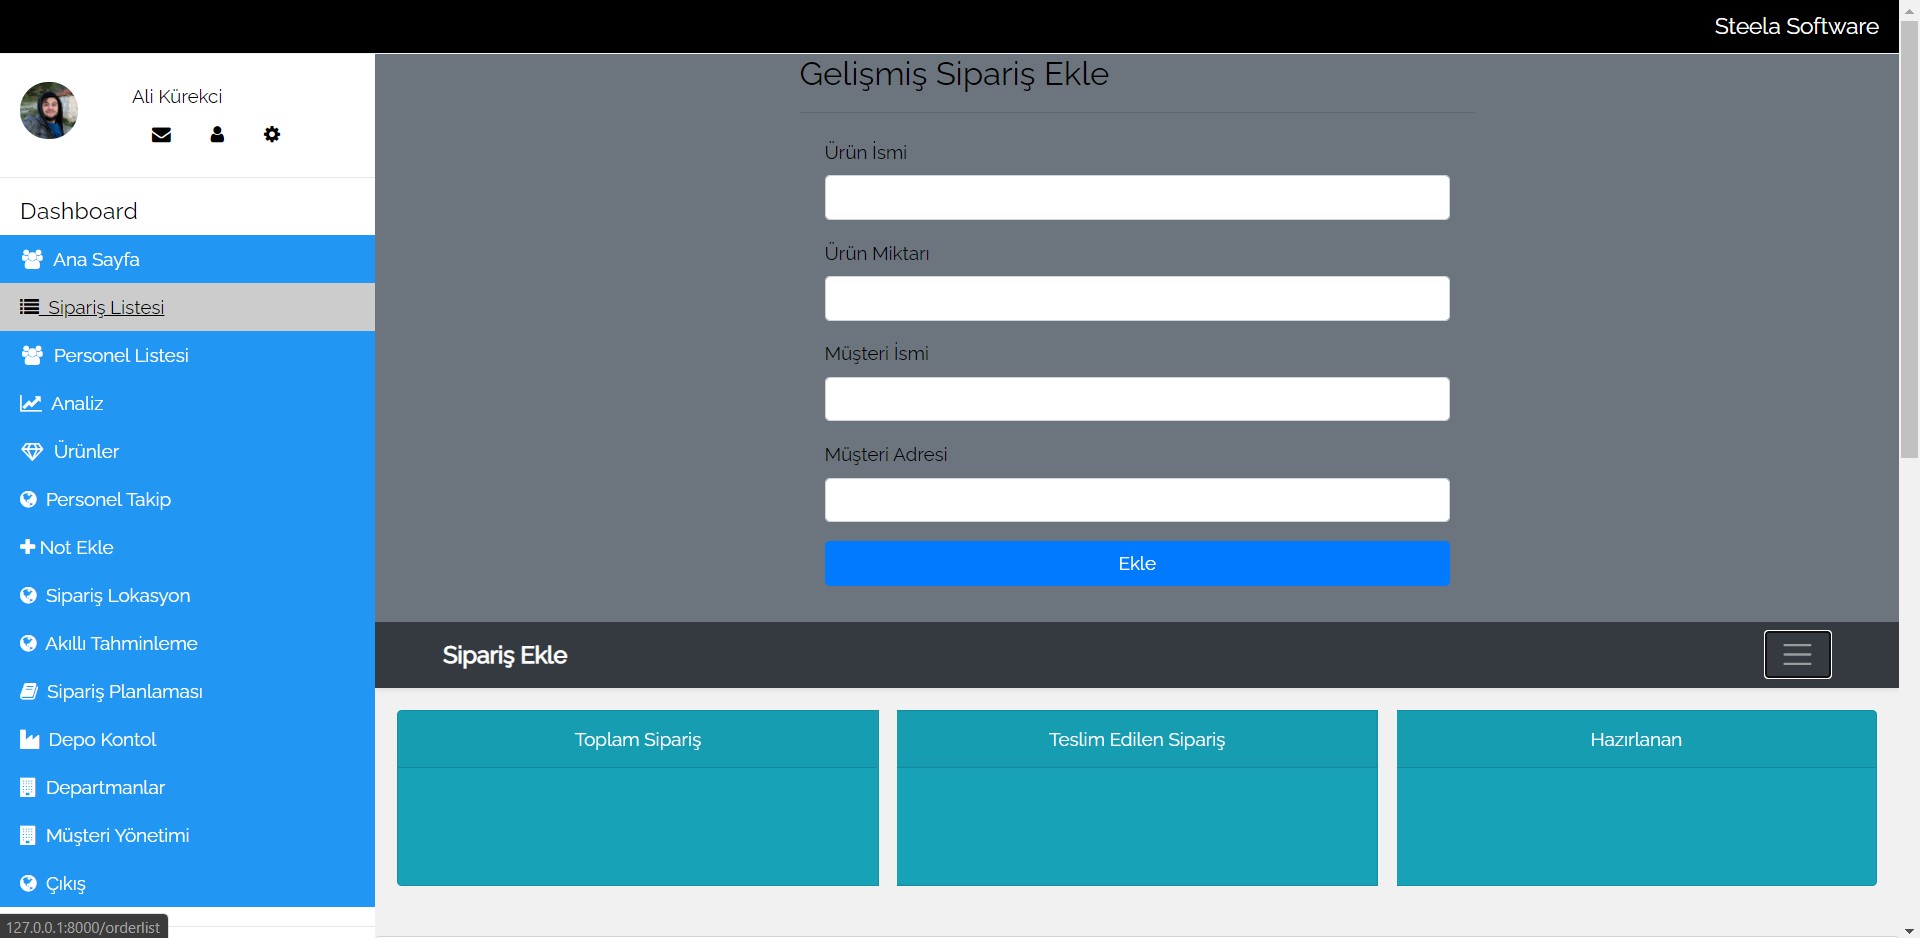 Steela Software
Ali Kürekci
Dashboard
Ana Sayfa
Sipariş Listesi
Personel Listesi
Analiz
Ürünler
Personel Takip
Not Ekle
Sipariş Lokasyon
Akıllı Tahminleme
Sipariş Planlaması
Depo Kontol
Departmanlar
Müşteri Yönetimi
Çıkış
127.0.0.1:8000/orderlist
Gelişmiş Sipariş Ekle
Ürün İsmi
Ürün Miktarı
Müşteri İsmi
Müşteri Adresi
Ekle
Sipariş Ekle
Toplam Sipariş
Teslim Edilen Sipariş
Hazırlanan